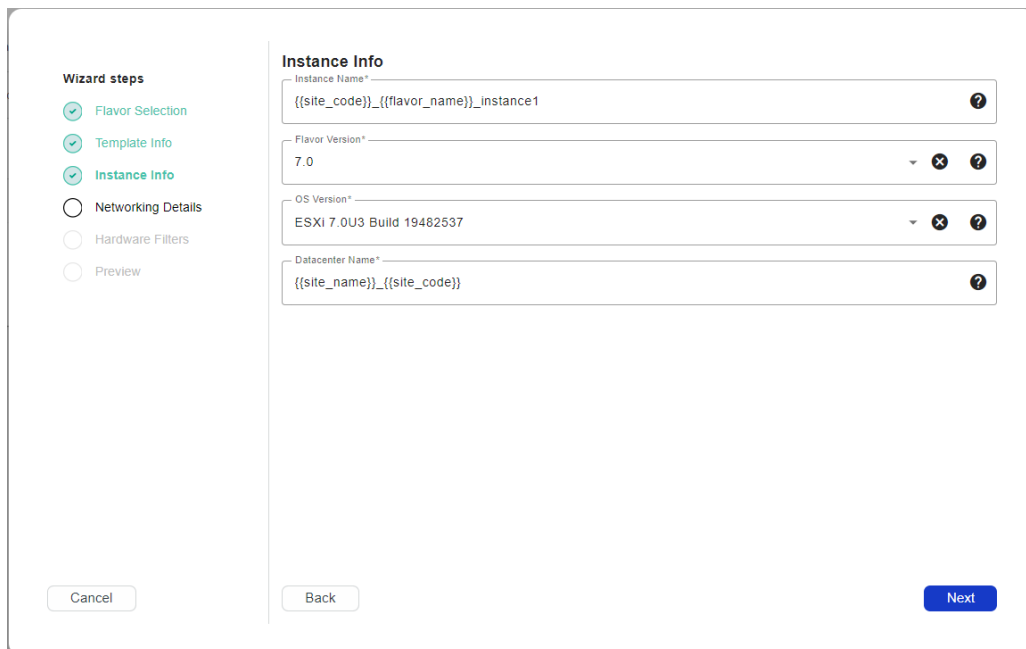 Wizard steps
Flavor Selection
Template Info
Instance Info
Networking Details
Hardware Filters
Preview
Cancel
Instance Info
Instance Name*
{{site_code}}_{{flavor_name}}_instance1
Flavor Version*
7.0
OS Version*
ESXi 7.0U3 Build 19482537
Datacenter Name*
{{site_name}}_{{site_code}}
Back
Next